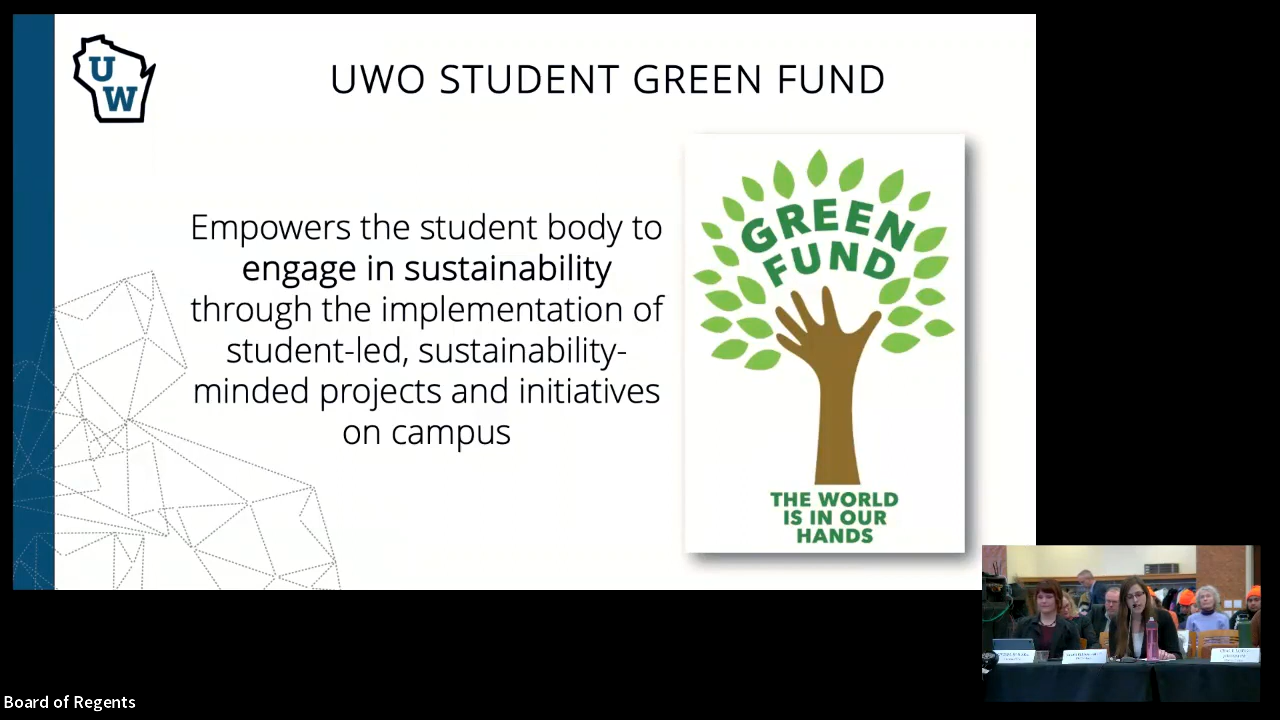 U
W
UWO STUDENT GREEN FUND
Empowers the student body to
engage in sustainability
through the implementation of
student-led, sustainability-
minded projects and initiatives
on campus
GREEN
FUND
THE WORLD
IS IN OUR
HANDS
Board of Regents